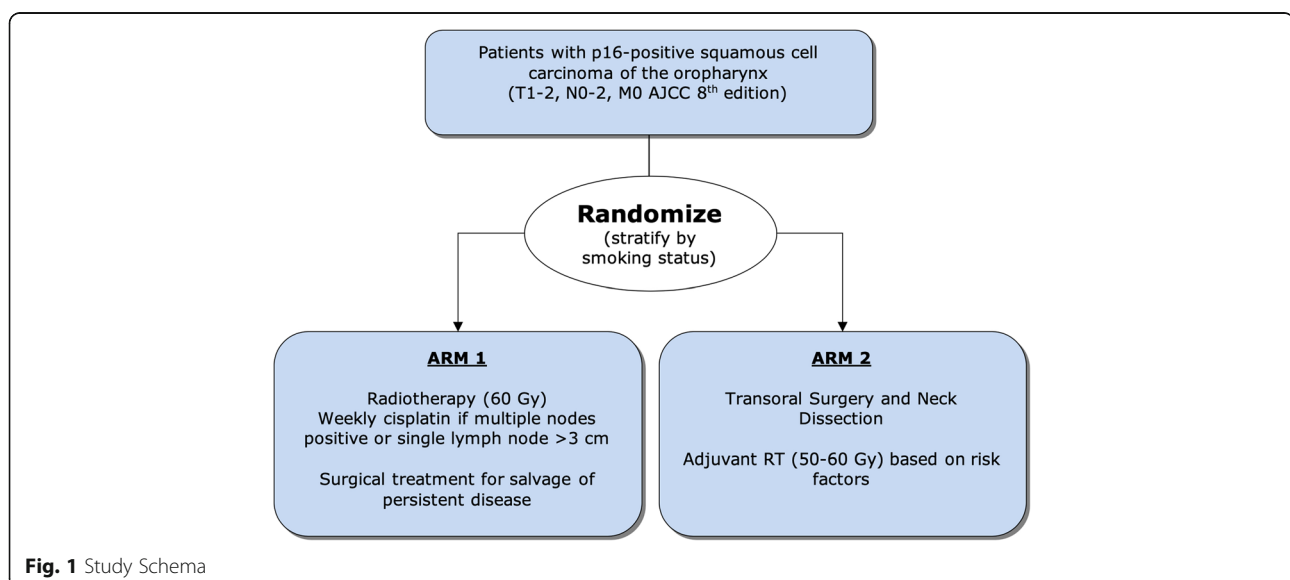 Patients with p16-positive squamous cell
carcinoma of the oropharynx
(T1-2, N0-2, M0 AJCC 8th edition)
Randomize
(stratify by
smoking status)
ARM 1
Radiotherapy (60 Gy)
Weekly cisplatin if multiple nodes
positive or single lymph node >3 cm
Surgical treatment for salvage of
persistent disease
ARM 2
Transoral Surgery and Neck
Dissection
Adjuvant RT (50-60 Gy) based on risk
factors
Fig. 1 Study Schema